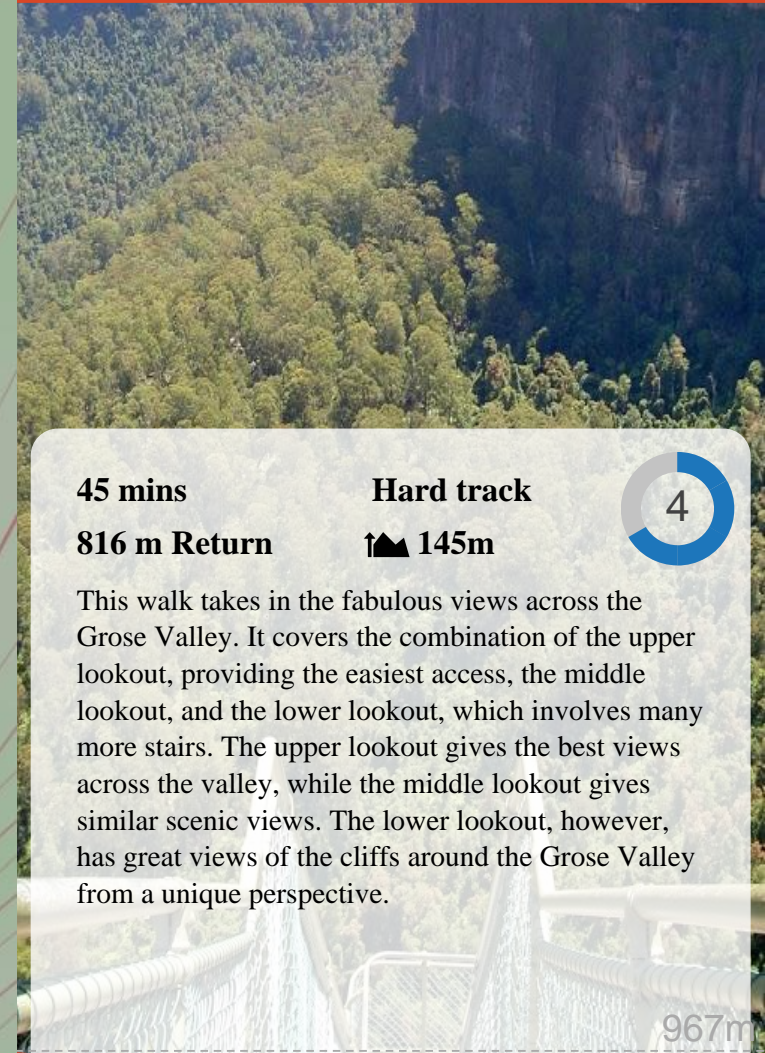 45 mins
Hard track
4
816 m Return
145m
This walk takes in the fabulous views across the
Grose Valley. It covers the combination of the upper
lookout, providing the easiest access, the middle
lookout, and the lower lookout, which involves many
more stairs. The upper lookout gives the best views
across the valley, while the middle lookout gives
similar scenic views. The lower lookout, however,
has great views of the cliffs around the Grose Valley
from a unique perspective.
967m